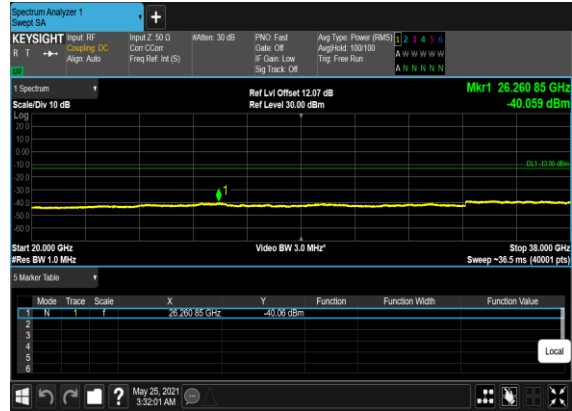 Spectrum Analyzer 1
Swept SA
+
KEYSIGHT Input: RF Input Z: 50 Ω #Atten: 30 dB PNO: Fast Avg Type: Power (RMS) 1 2 3 4 5 6
R T Coupling: DC Corr CCorr Gate: Off Avg|Hold: 100/100 A W W W W W
Align: Auto Freq Ref: Int (S) IF Gain: Low Trig: Free Run
Sig Track: Off A N N N N N
1 Spectrum Ref Lvl Offset 12.07 dB Mkr1 26.260 85 GHz
Scale/Div 10 dB Ref Level 30.00 dBm -40.059 dBm
Log
20.0
10.0
0.00
-10.0
DL1 -13.00 dBm
-20.0
-30.0
1
-40.0
-50.0
-60.0
Start 20.000 GHz Video BW 3.0 MHz* Stop 38.000 GHz
#Res BW 1.0 MHz Sweep ~36.5 ms (40001 pts)
5 Marker Table
Mode Trace Scale X Y Function Function Width Function Value
1 N 1 f 26.260 85 GHz -40.06 dBm
2
3
4
5
6
Local
? May 25, 2021
3:32:01 AM